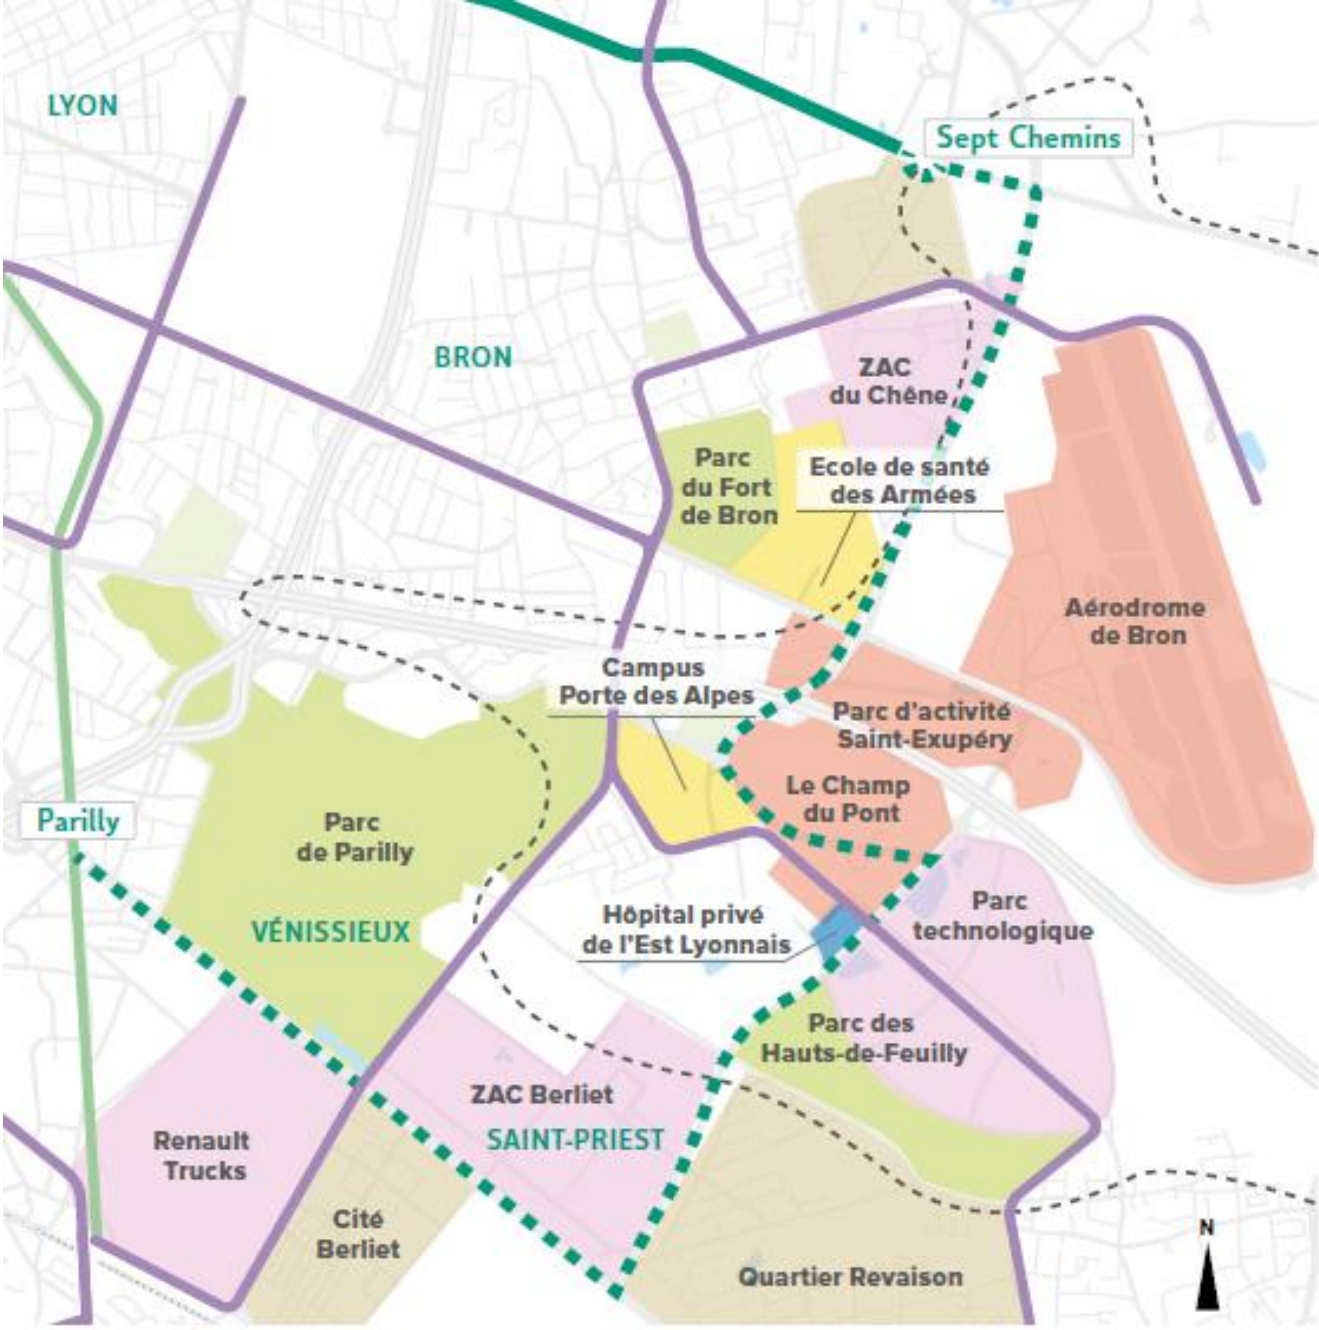 LYON
Sept Chemins
BRON
ZAC
du Chêne
Parc
du Fort
de Bron
Ecole de santé
des Armées
Aérodrome
de Bron
Campus
Porte des Alpes
Parc d'activité
Saint-Exupéry
Le Champ
du Pont
Parilly
Parc
de Parilly
VÉNISSIEUX
Hôpital privé
de l'Est Lyonnais
Parc
technologique
Parc des
Hauts-de-Feuilly
ZAC Berliet
SAINT-PRIEST
Renault
Trucks
Cité
Berliet
Quartier Revaison
N